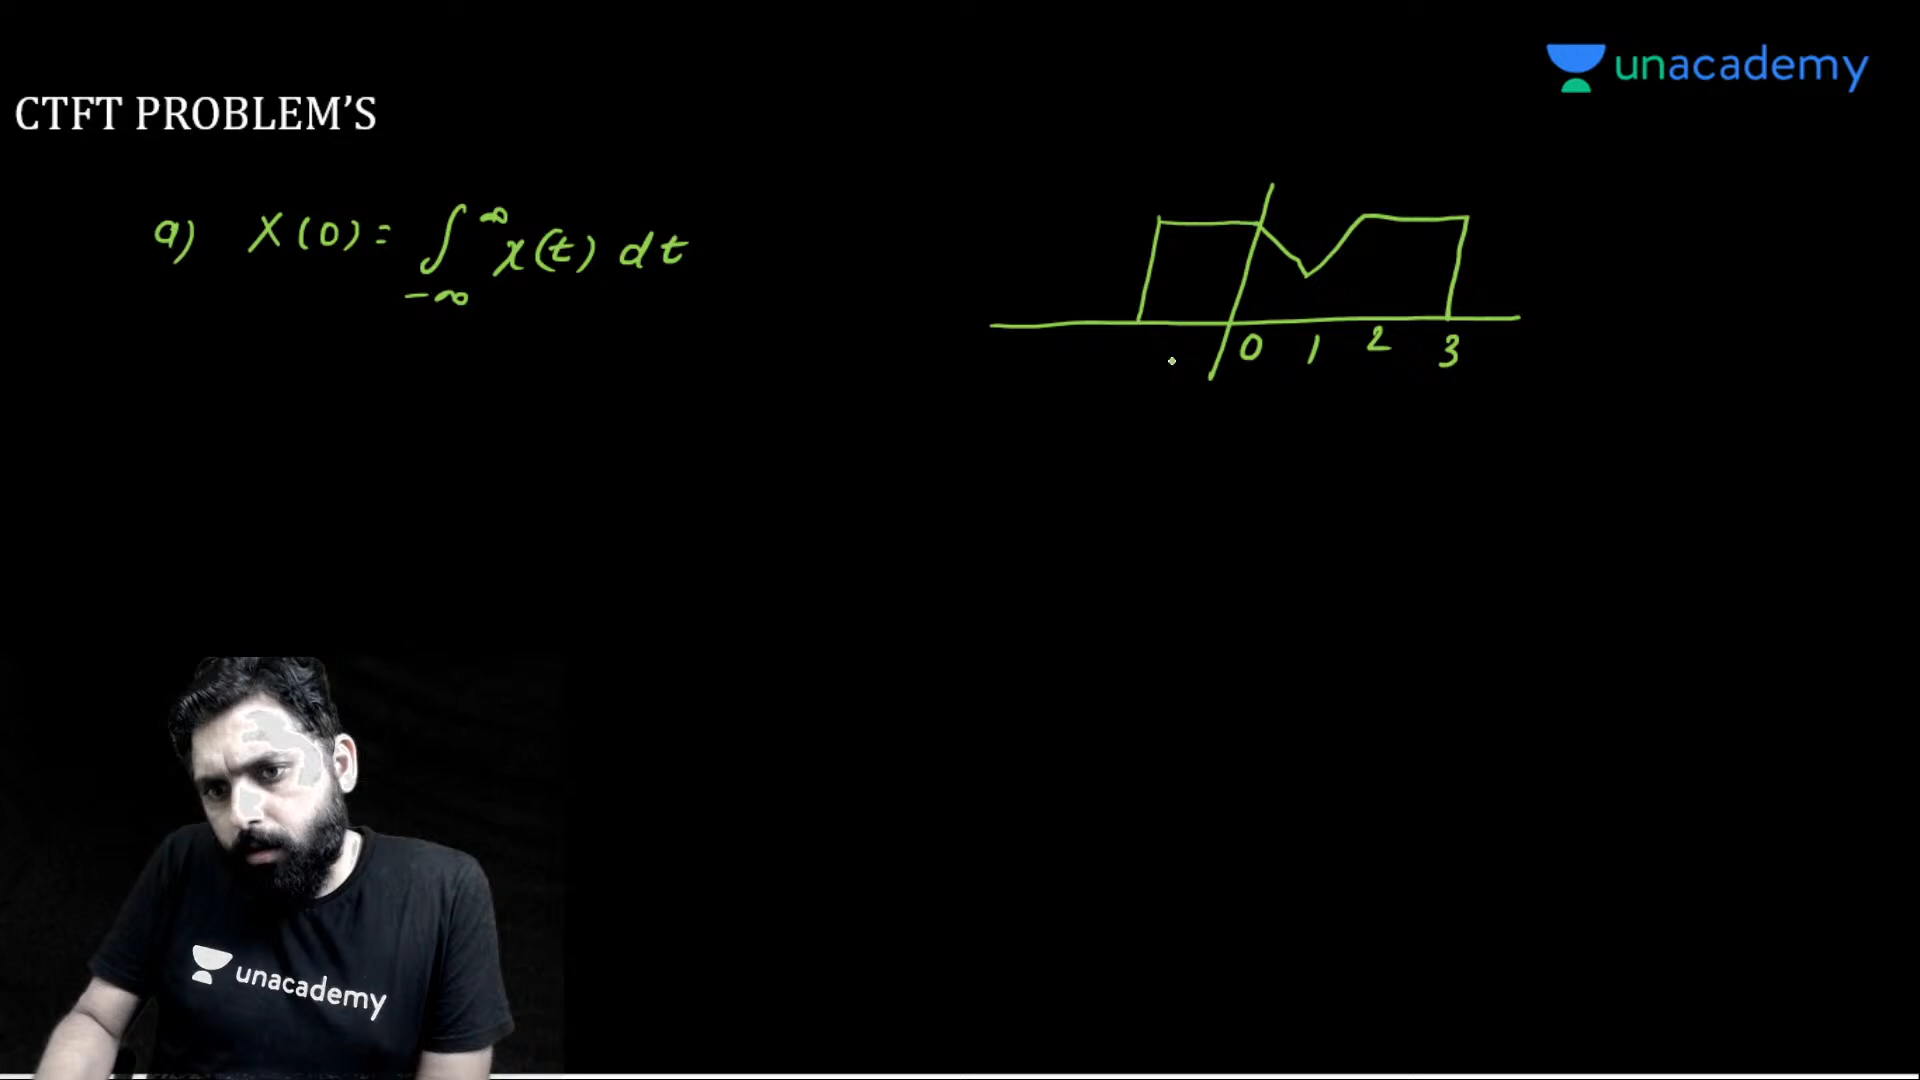 unacademy
CTFT PROBLEM'S
a) X(0) = ∫_{-∞}^{∞} x(t) dt
0 1 2 3
unacademy